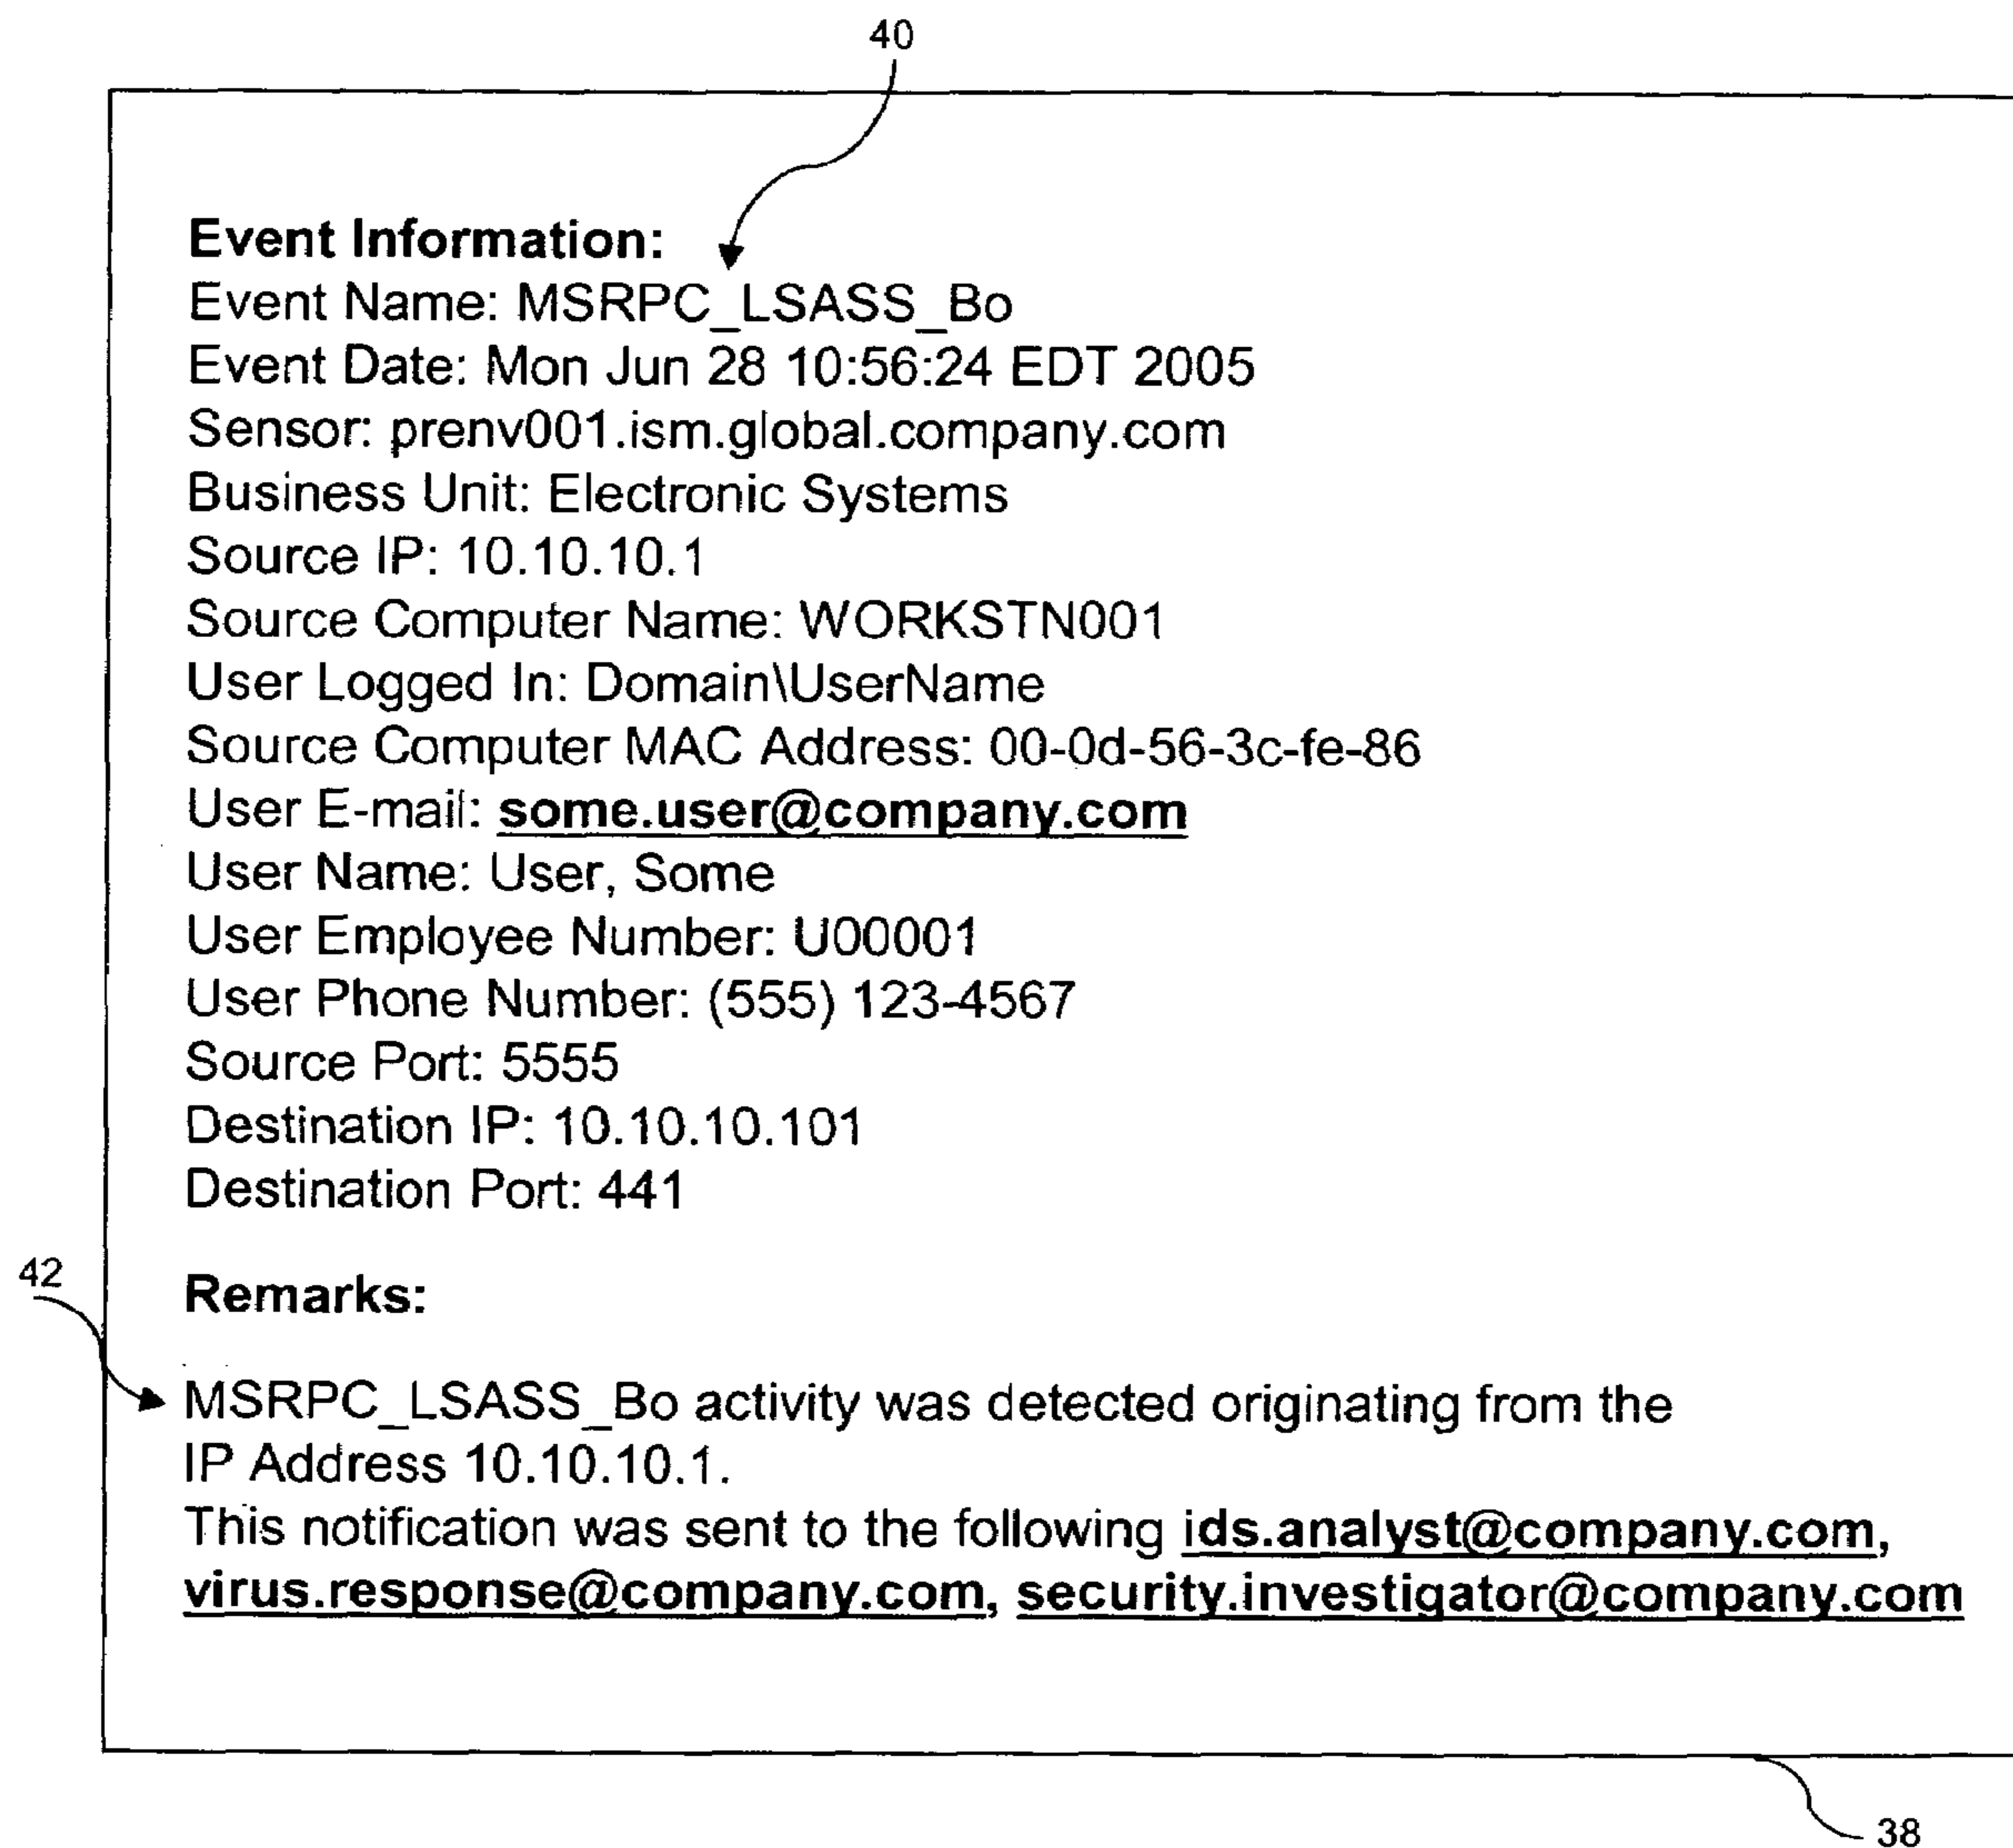 40
Event Information:
Event Name: MSRPC_LSASS_Bo
Event Date: Mon Jun 28 10:56:24 EDT 2005
Sensor: prenv001.ism.global.company.com
Business Unit: Electronic Systems
Source IP: 10.10.10.1
Source Computer Name: WORKSTN001
User Logged In: Domain\UserName
Source Computer MAC Address: 00-0d-56-3c-fe-86
User E-mail: some.user@company.com
User Name: User, Some
User Employee Number: U00001
User Phone Number: (555) 123-4567
Source Port: 5555
Destination IP: 10.10.10.101
Destination Port: 441
42
Remarks:
MSRPC_LSASS_Bo activity was detected originating from the
IP Address 10.10.10.1.
This notification was sent to the following ids.analyst@company.com,
virus.response@company.com, security.investigator@company.com
38